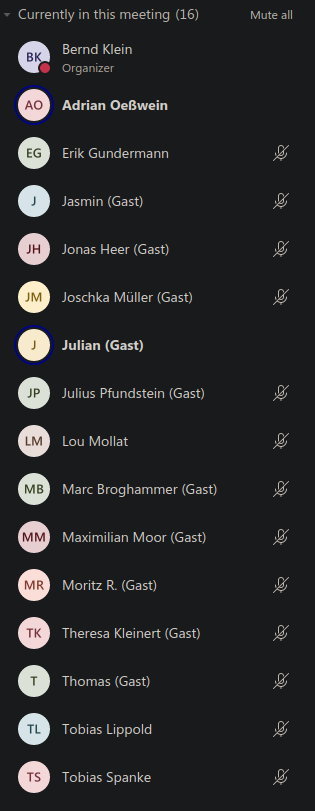 Currently in this meeting (16) Mute all
BK Bernd Klein
Organizer
AO Adrian Oeßwein
EG Erik Gundermann
J Jasmin (Gast)
JH Jonas Heer (Gast)
JM Joschka Müller (Gast)
J Julian (Gast)
JP Julius Pfundstein (Gast)
LM Lou Mollat
MB Marc Broghammer (Gast)
MM Maximilian Moor (Gast)
MR Moritz R. (Gast)
TK Theresa Kleinert (Gast)
T Thomas (Gast)
TL Tobias Lippold
TS Tobias Spanke